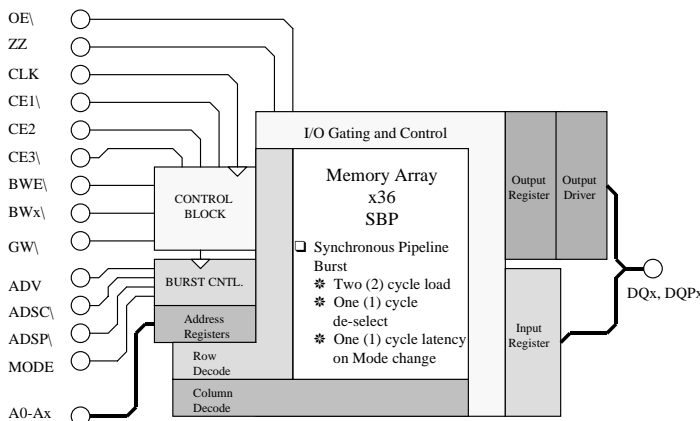 OE\
ZZ
CLK
CE1\
CE2
CE3\
BWE\
BWx\
GW\
ADV
ADSC\
ADSP\
MODE
A0-Ax
CONTROL
BLOCK
BURST CNTL.
Address
Registers
Row
Decode
Column
Decode
I/O Gating and Control
Memory Array
x36
SBP
❑ Synchronous Pipeline
Burst
✵ Two (2) cycle load
✵ One (1) cycle
de-select
✵ One (1) cycle latency
on Mode change
Output
Register
Output
Driver
Input
Register
DQx, DQPx